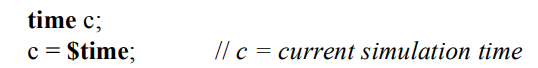 time c;
c = $time; // c = current simulation time